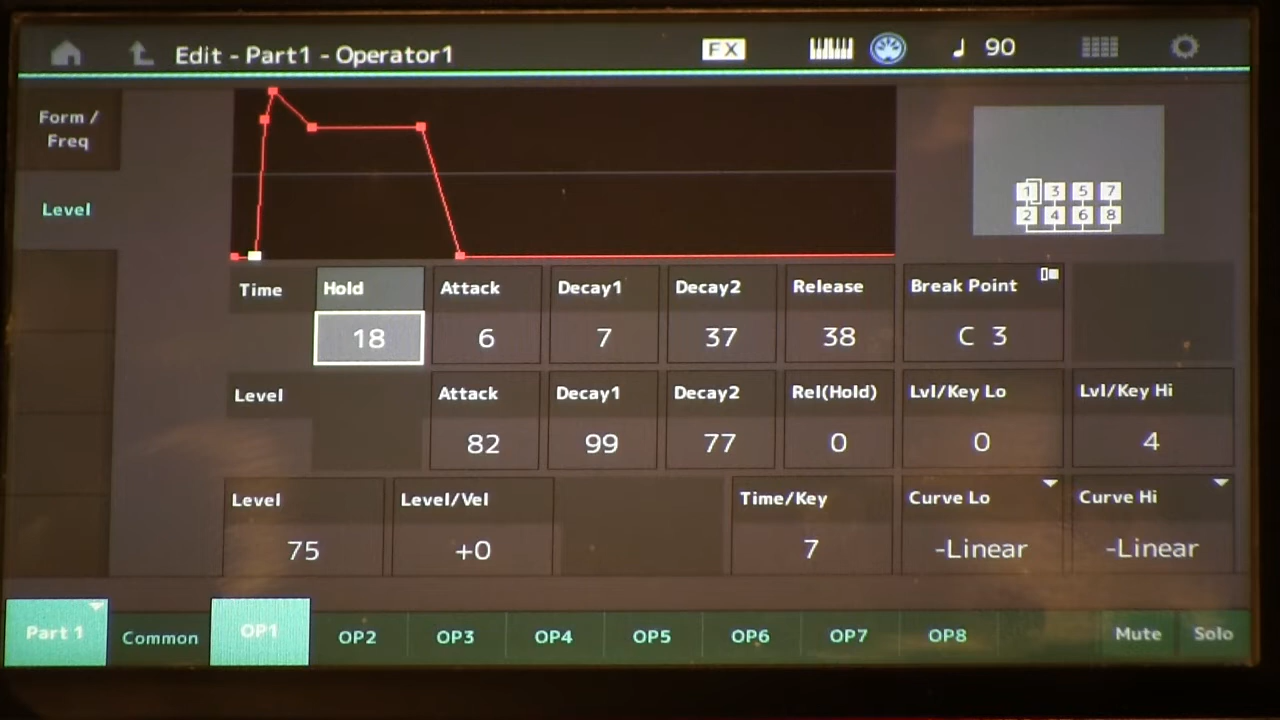 Edit - Part1 - Operator1
FX
♩ 90
Form /
Freq
Level
1 3 5 7
2 4 6 8
Time
Hold Attack Decay1 Decay2 Release Break Point
18 6 7 37 38 C 3
Level
Attack Decay1 Decay2 Rel(Hold) Lvl/Key Lo Lvl/Key Hi
82 99 77 0 0 4
Level Level/Vel Time/Key Curve Lo Curve Hi
75 +0 7 -Linear -Linear
Part 1 Common OP1 OP2 OP3 OP4 OP5 OP6 OP7 OP8 Mute Solo